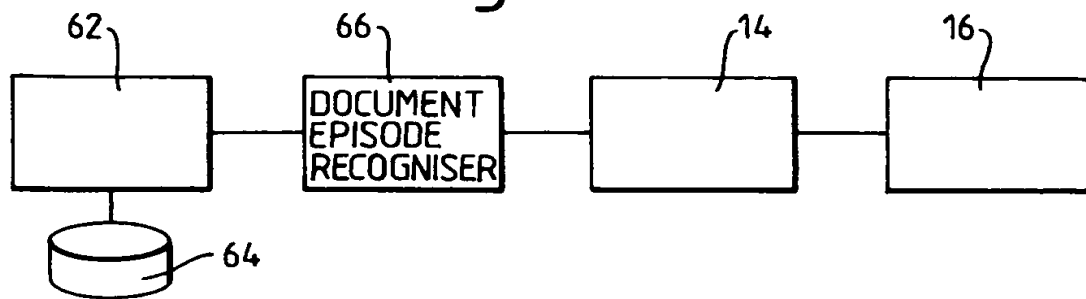 62 66 14 16
DOCUMENT
EPISODE
RECOGNISER
64